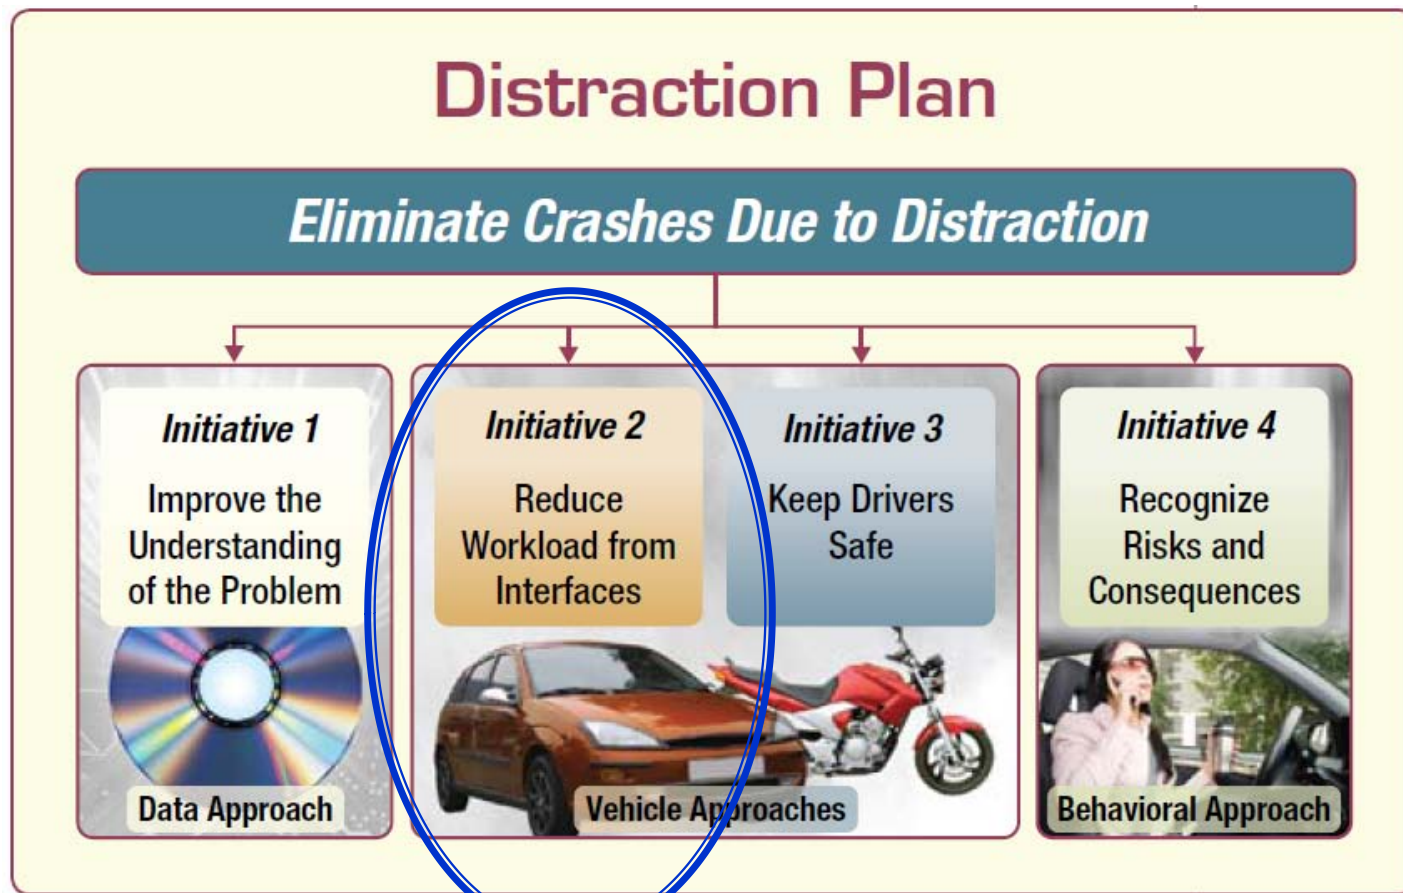 Distraction Plan
Eliminate Crashes Due to Distraction
Initiative 1
Improve the
Understanding
of the Problem
Data Approach
Initiative 2
Reduce
Workload from
Interfaces
Initiative 3
Keep Drivers
Safe
Vehicle Approaches
Initiative 4
Recognize
Risks and
Consequences
Behavioral Approach